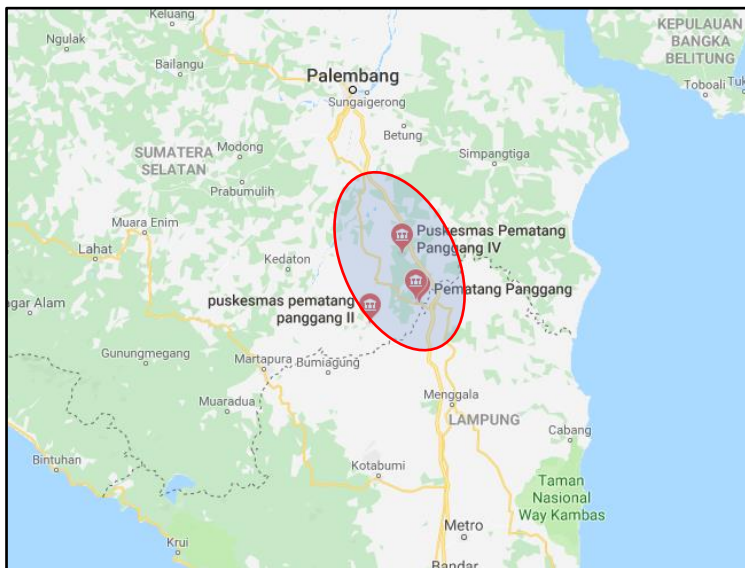 Keluang
Ngulak
Bailangu
KEPULAUAN
BANGKA
BELITUNG
Toboali
Palembang
Sungaigerong
Betung
SUMATERA
SELATAN
Modong
Simpangtiga
Prabumulih
Muara Enim
Puskesmas Pematang
Panggang IV
Lahat
Kedaton
Pematang Panggang
puskesmas pematang
panggang II
gar Alam
Gunungmegang
Martapura
Bumiagung
Muaradua
Menggala
LAMPUNG
Cabang
Bintuhan
Kotabumi
Taman
Nasional
Way Kambas
Krui
Metro
Bandar